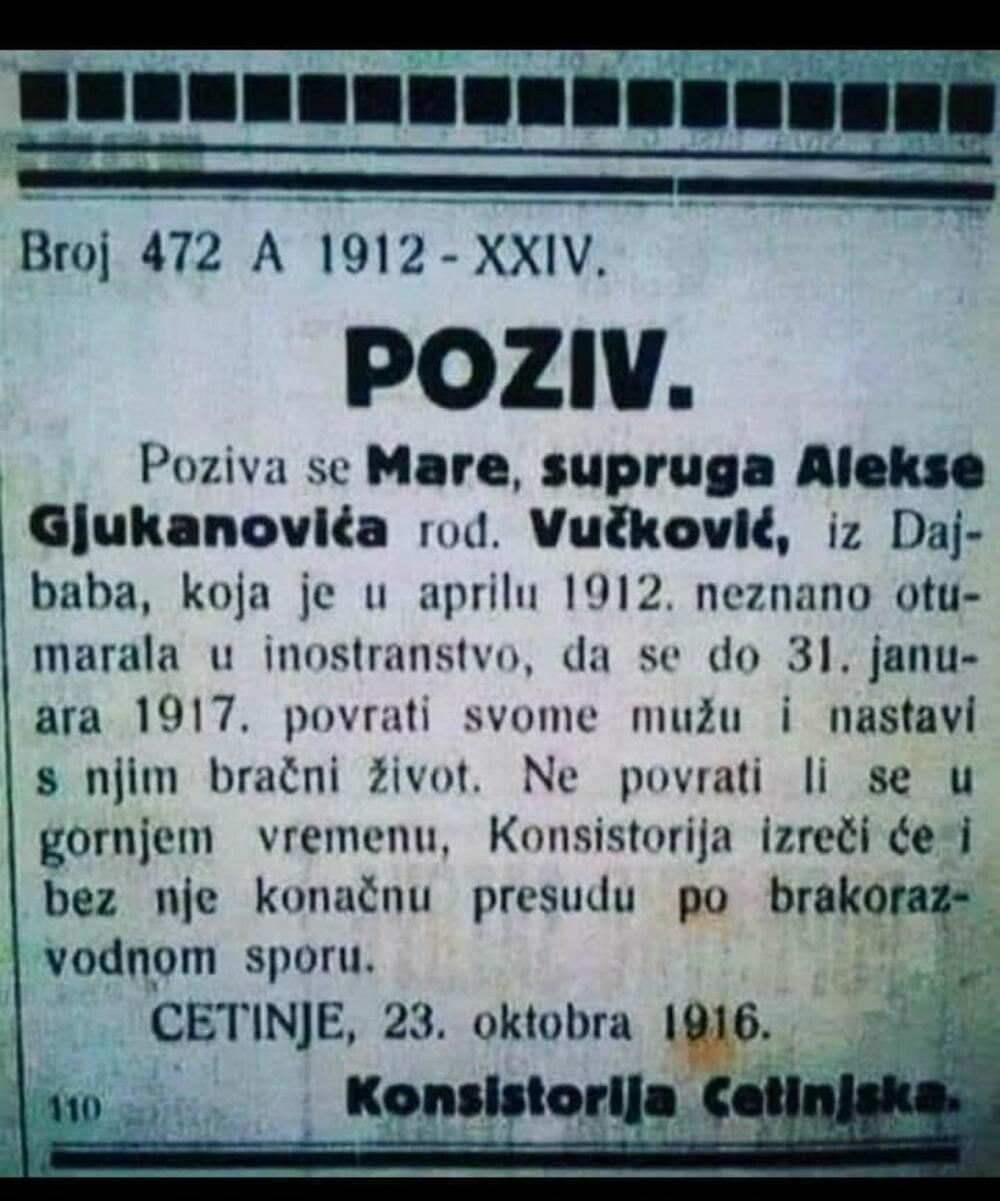 Broj 472 A 1912 - XXIV.
POZIV.
Poziva se Mare, supruga Alekse
Gjukanovića rođ. Vučković, iz Daj-
baba, koja je u aprilu 1912. neznano otu-
marala u inostranstvo, da se do 31. janu-
ara 1917. povrati svome mužu i nastavi
s njim bračni život. Ne povrati li se u
gornjem vremenu, Konsistorija izreči će i
bez nje konačnu presudu po brakoraz-
vodnom sporu.
CETINJE, 23. oktobra 1916.
110 Konsistorija Cetinjska.